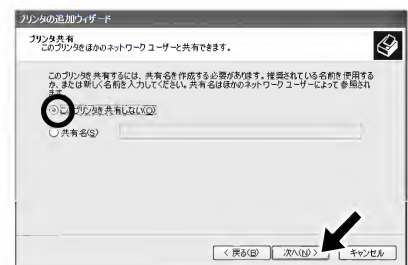 プリンタの追加ウィザード
プリンタ共有
このプリンタをほかのネットワーク ユーザーと共有できます。
このプリンタを共有するには、共有名を作成する必要があります。推奨されている名前を使用する
か、または新しく名前を入力してください。共有名はほかのネットワーク ユーザーによって参照され
ます。
このプリンタを共有しない(O)
共有名(S)
< 戻る(B)
次へ(N) >
キャンセル